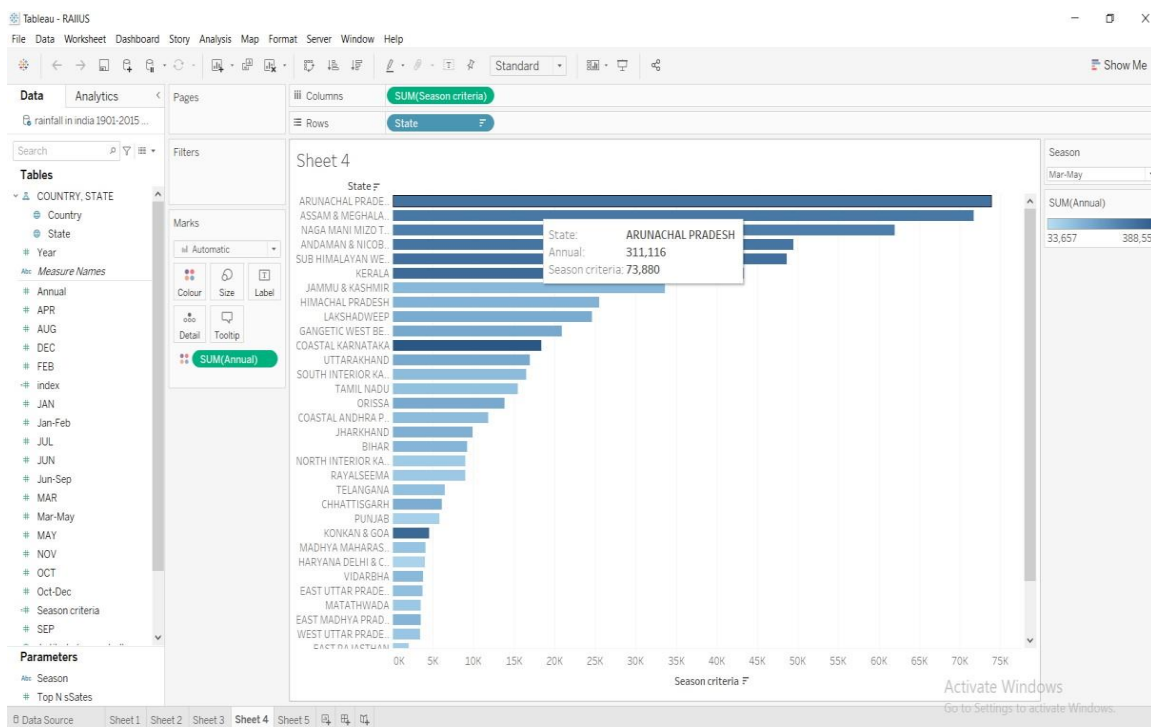 Tableau - RAIIUS
File Data Worksheet Dashboard Story Analysis Map Format Server Window Help
Standard
Show Me
Data Analytics
rainfall in india 1901-2015 ...
Search
Tables
COUNTRY, STATE
Country
State
Year
Abc Measure Names
Annual
APR
AUG
DEC
FEB
index
JAN
Jan-Feb
JUL
JUN
Jun-Sep
MAR
Mar-May
MAY
NOV
OCT
Oct-Dec
Season criteria
SEP
Parameters
Abc Season
Top N sSates
Pages
Filters
Marks
Automatic
Colour Size Label
Detail Tooltip
SUM(Annual)
Columns SUM(Season criteria)
Rows State
Sheet 4
State
ARUNACHAL PRADE..
ASSAM & MEGHALA..
NAGA MANI MIZO T..
ANDAMAN & NICOB..
SUB HIMALAYAN WE..
KERALA
JAMMU & KASHMIR
HIMACHAL PRADESH
LAKSHADWEEP
GANGETIC WEST BE..
COASTAL KARNATAKA
UTTARAKHAND
SOUTH INTERIOR KA..
TAMIL NADU
ORISSA
COASTAL ANDHRA P..
JHARKHAND
BIHAR
NORTH INTERIOR KA..
RAYALSEEMA
TELANGANA
CHHATTISGARH
PUNJAB
KONKAN & GOA
MADHYA MAHARAS..
HARYANA DELHI & C..
VIDARBHA
EAST UTTAR PRADE..
MATATHWADA
EAST MADHYA PRAD..
WEST UTTAR PRADE..
EAST RAJASTHAN
State: ARUNACHAL PRADESH
Annual: 311,116
Season criteria: 73,880
0K 5K 10K 15K 20K 25K 30K 35K 40K 45K 50K 55K 60K 65K 70K 75K
Season criteria
Season
Mar-May
SUM(Annual)
33,657 388,55
Activate Windows
Go to Settings to activate Windows.
Data Source Sheet 1 Sheet 2 Sheet 3 Sheet 4 Sheet 5